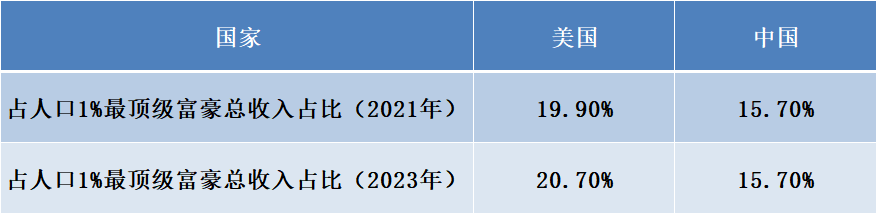 国家 美国 中国
占人口1%最顶级富豪总收入占比（2021年） 19.90% 15.70%
占人口1%最顶级富豪总收入占比（2023年） 20.70% 15.70%